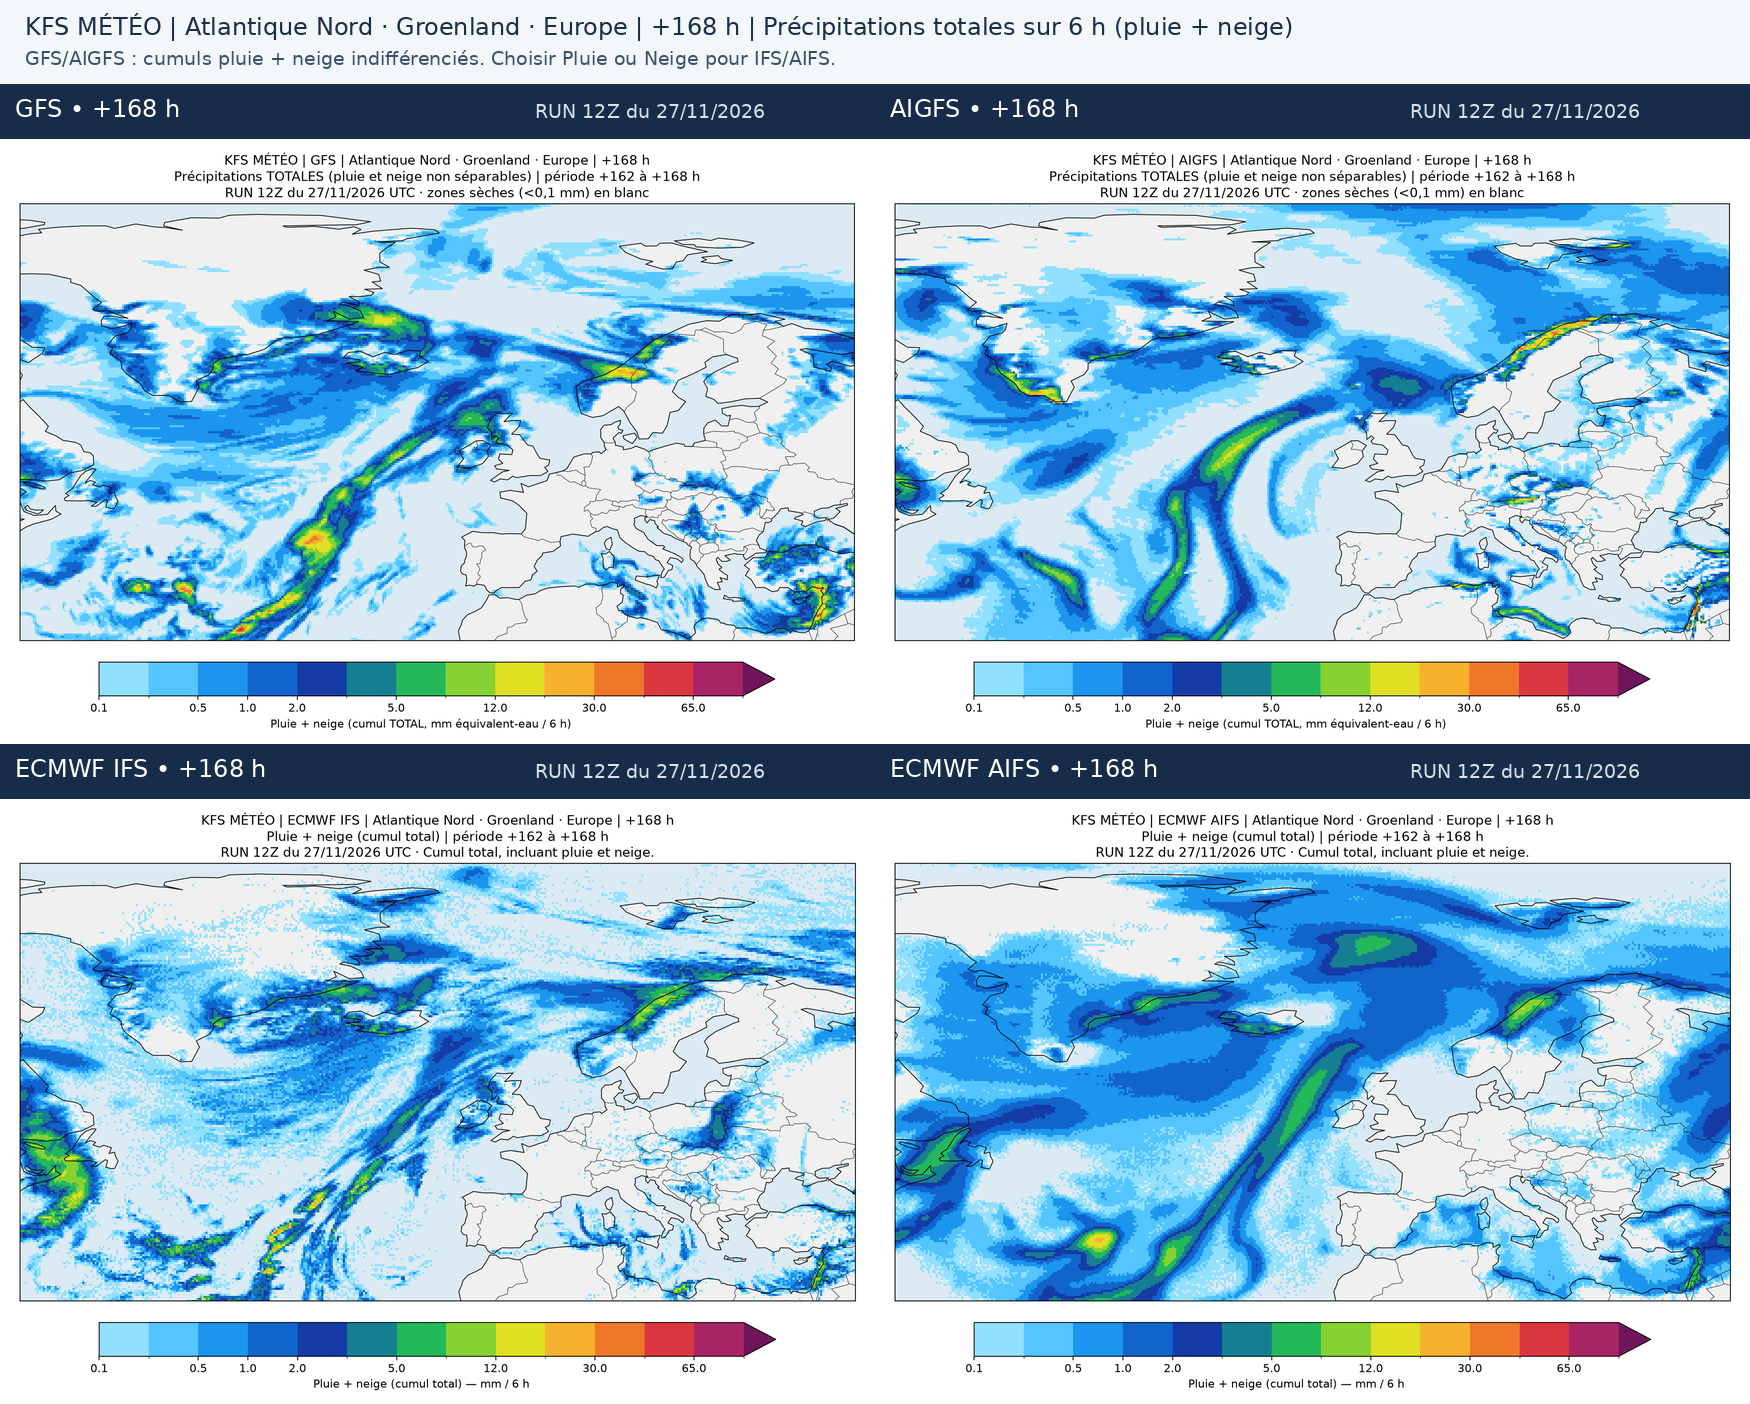 KFS MÉTÉO | Atlantique Nord · Groenland · Europe | +168 h | Précipitations totales sur 6 h (pluie + neige)
GFS/AIGFS : cumuls pluie + neige indifférenciés. Choisir Pluie ou Neige pour IFS/AIFS.
GFS • +168 h RUN 12Z du 27/11/2026
KFS MÉTÉO | GFS | Atlantique Nord · Groenland · Europe | +168 h
Précipitations TOTALES (pluie et neige non séparables) | période +162 à +168 h
RUN 12Z du 27/11/2026 UTC · zones sèches (<0,1 mm) en blanc
0.1 0.5 1.0 2.0 5.0 12.0 30.0 65.0
Pluie + neige (cumul TOTAL, mm équivalent-eau / 6 h)
AIGFS • +168 h RUN 12Z du 27/11/2026
KFS MÉTÉO | AIGFS | Atlantique Nord · Groenland · Europe | +168 h
Précipitations TOTALES (pluie et neige non séparables) | période +162 à +168 h
RUN 12Z du 27/11/2026 UTC · zones sèches (<0,1 mm) en blanc
0.1 0.5 1.0 2.0 5.0 12.0 30.0 65.0
Pluie + neige (cumul TOTAL, mm équivalent-eau / 6 h)
ECMWF IFS • +168 h RUN 12Z du 27/11/2026
KFS MÉTÉO | ECMWF IFS | Atlantique Nord · Groenland · Europe | +168 h
Pluie + neige (cumul total) | période +162 à +168 h
RUN 12Z du 27/11/2026 UTC · Cumul total, incluant pluie et neige.
0.1 0.5 1.0 2.0 5.0 12.0 30.0 65.0
Pluie + neige (cumul total) — mm / 6 h
ECMWF AIFS • +168 h RUN 12Z du 27/11/2026
KFS MÉTÉO | ECMWF AIFS | Atlantique Nord · Groenland · Europe | +168 h
Pluie + neige (cumul total) | période +162 à +168 h
RUN 12Z du 27/11/2026 UTC · Cumul total, incluant pluie et neige.
0.1 0.5 1.0 2.0 5.0 12.0 30.0 65.0
Pluie + neige (cumul total) — mm / 6 h